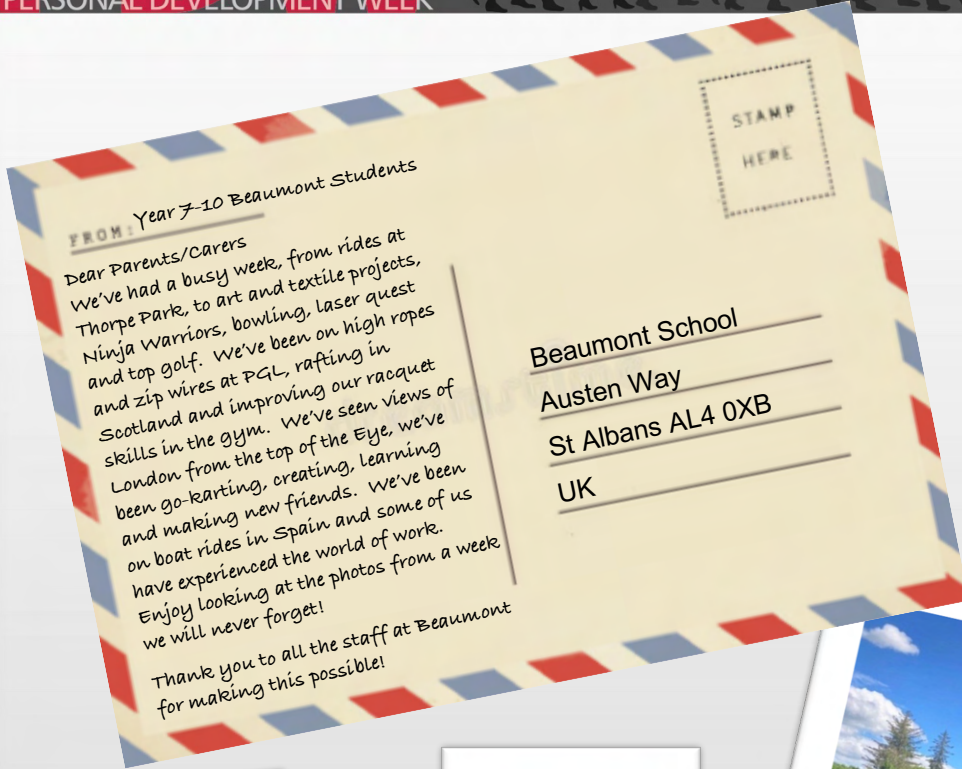 PERSONAL DEVELOPMENT WEEK
STAMP
HERE
FROM: Year 7-10 Beaumont Students
Dear Parents/Carers
We've had a busy week, from rides at
Thorpe Park, to art and textile projects,
Ninja Warriors, bowling, laser quest
and top golf. We've been on high ropes
and zip wires at PGL, rafting in
Scotland and improving our racquet
skills in the gym. We've seen views of
London from the top of the Eye, we've
been go-karting, creating, learning
and making new friends. We've been
on boat rides in Spain and some of us
have experienced the world of work.
Enjoy looking at the photos from a week
we will never forget!
Thank you to all the staff at Beaumont
for making this possible!
Beaumont School
Austen Way
St Albans AL4 0XB
UK